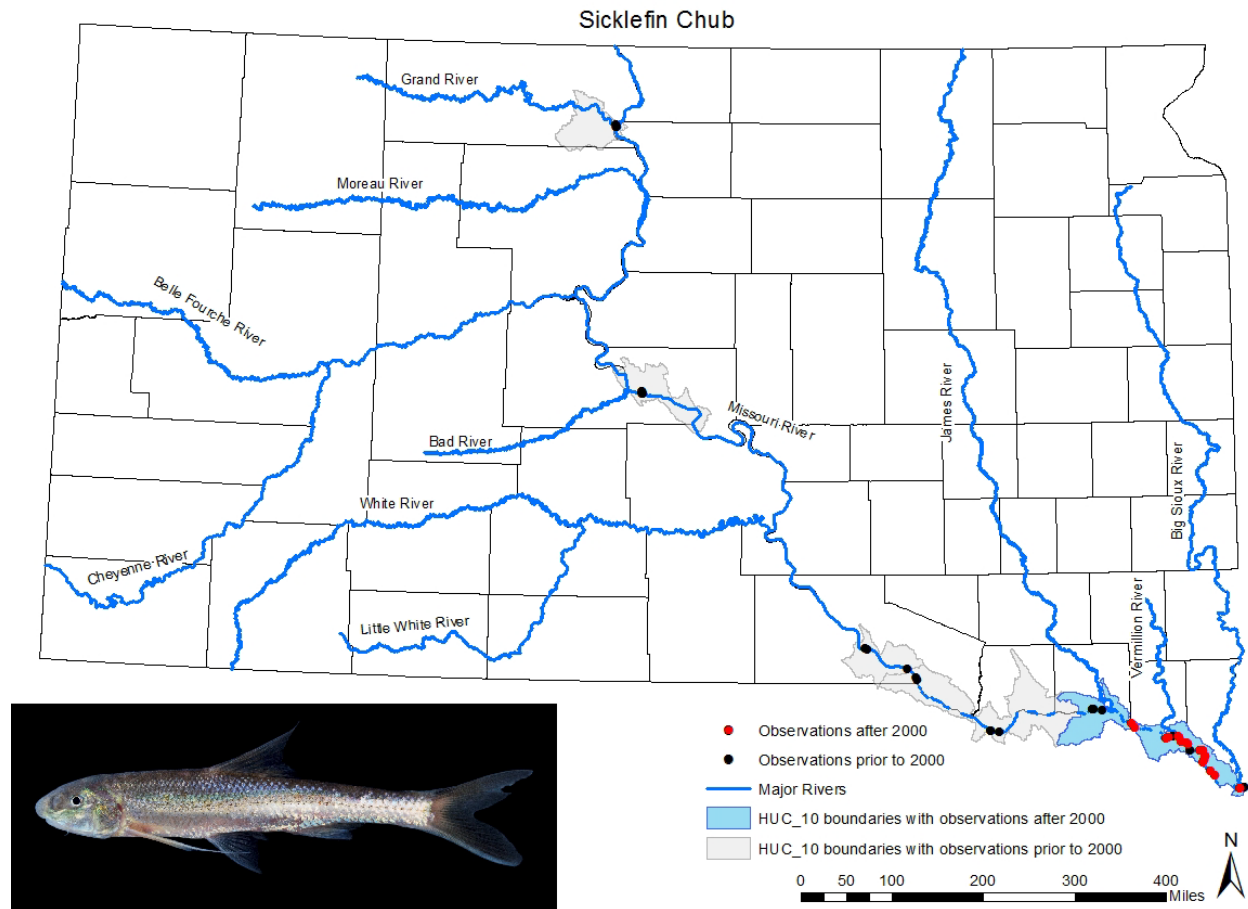 Sicklefin Chub
Grand River
Moreau River
Belle Fourche River
Missouri River
James River
Bad River
Big Sioux River
White River
Cheyenne River
Vermillion River
Little White River
Observations after 2000
Observations prior to 2000
Major Rivers
HUC_10 boundaries with observations after 2000
HUC_10 boundaries with observations prior to 2000
N
0 50 100 200 300 400
Miles